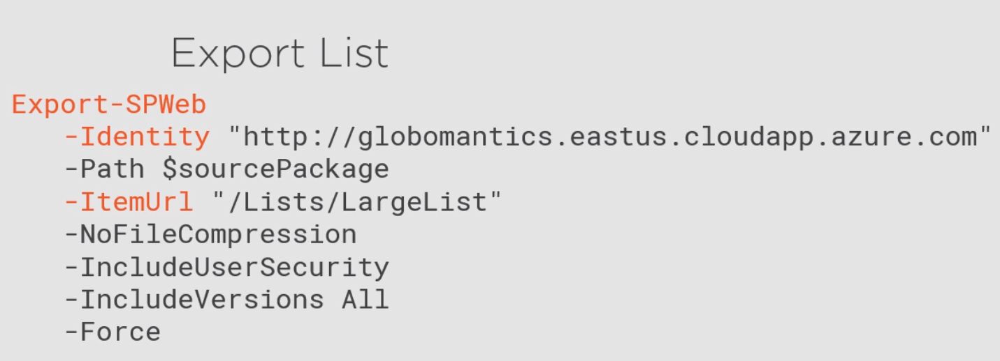 Export List
Export-SPWeb
-Identity "http://globomantics.eastus.cloudapp.azure.com"
-Path $sourcePackage
-ItemUrl "/Lists/LargeList"
-NoFileCompression
-IncludeUserSecurity
-IncludeVersions All
-Force